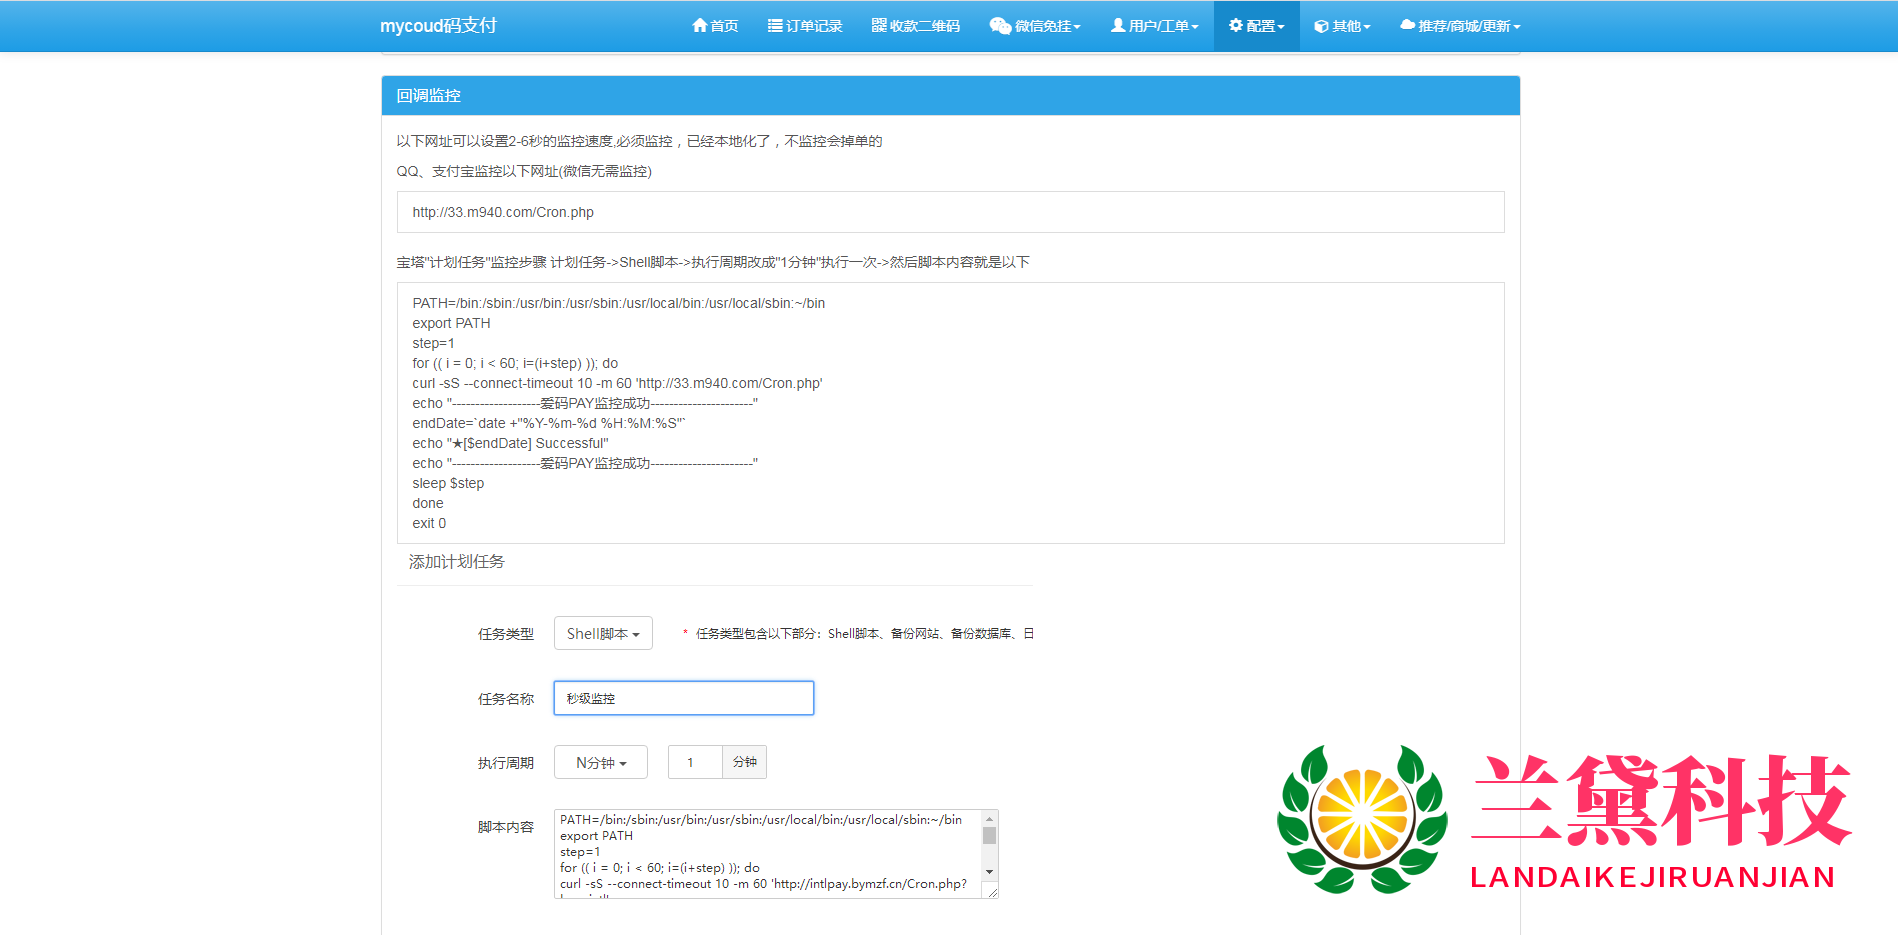 mycoud码支付
首页 订单记录 收款二维码 微信免挂 用户/工单 配置 其他 推荐/商城/更新
回调监控
以下网址可以设置2-6秒的监控速度,必须监控，已经本地化了，不监控会掉单的
QQ、支付宝监控以下网址(微信无需监控)
http://33.m940.com/Cron.php
宝塔"计划任务"监控步骤 计划任务->Shell脚本->执行周期改成"1分钟"执行一次->然后脚本内容就是以下
PATH=/bin:/sbin:/usr/bin:/usr/sbin:/usr/local/bin:/usr/local/sbin:~/bin
export PATH
step=1
for (( i = 0; i < 60; i=(i+step) )); do
curl -sS --connect-timeout 10 -m 60 'http://33.m940.com/Cron.php'
echo "-------------------爱码PAY监控成功----------------------"
endDate=`date +"%Y-%m-%d %H:%M:%S"`
echo "★[$endDate] Successful"
echo "-------------------爱码PAY监控成功----------------------"
sleep $step
done
exit 0
添加计划任务
任务类型 Shell脚本 * 任务类型包含以下部分：Shell脚本、备份网站、备份数据库、日
任务名称 秒级监控
执行周期 N分钟 1 分钟
脚本内容
PATH=/bin:/sbin:/usr/bin:/usr/sbin:/usr/local/bin:/usr/local/sbin:~/bin
export PATH
step=1
for (( i = 0; i < 60; i=(i+step) )); do
curl -sS --connect-timeout 10 -m 60 'http://intlpay.bymzf.cn/Cron.php?
兰黛科技
LANDAIKEJIRUANJIAN